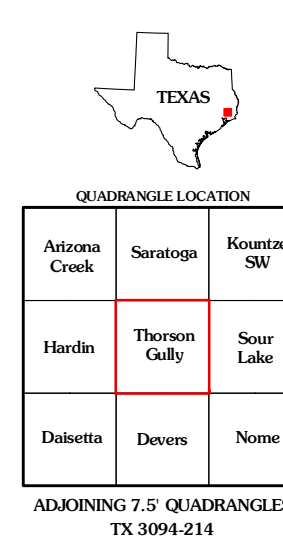 TEXAS
QUADRANGLE LOCATION
Arizona Creek
Saratoga
Kountze SW
Hardin
Thorson Gully
Sour Lake
Daisetta
Devers
Nome
ADJOINING 7.5' QUADRANGLES
TX 3094-214